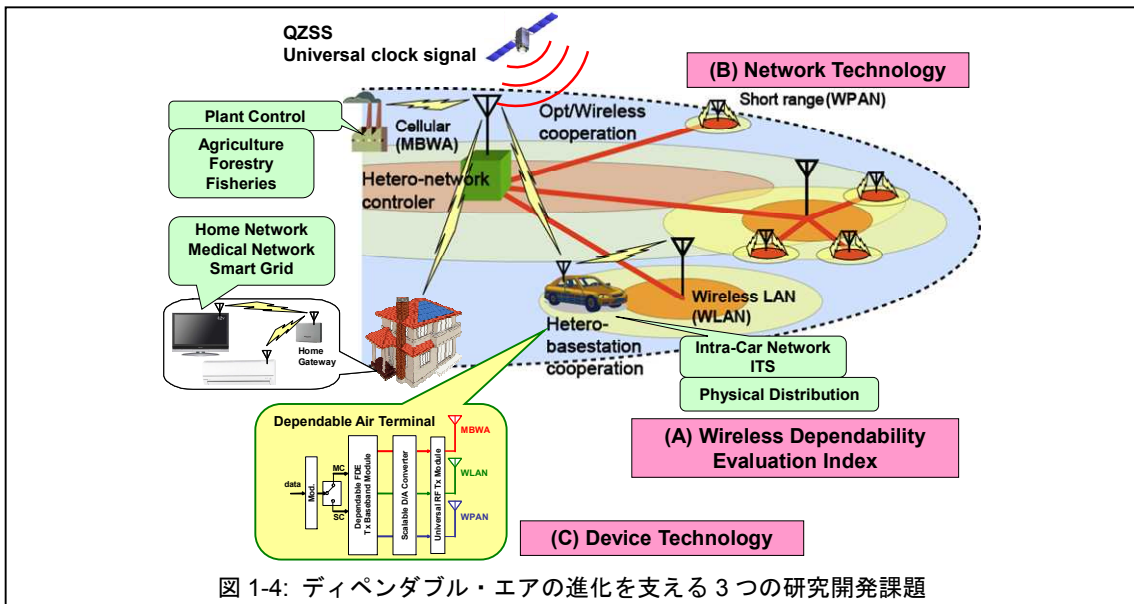 QZSS
Universal clock signal
(B) Network Technology
Short range(WPAN)
Plant Control
Cellular
(MBWA)
Opt/Wireless
cooperation
Agriculture
Forestry
Fisheries
Hetero-network
controler
Home Network
Medical Network
Smart Grid
Home
Gateway
Wireless LAN
(WLAN)
Hetero-
basestation
cooperation
Intra-Car Network
ITS
Physical Distribution
(A) Wireless Dependability
Evaluation Index
Dependable Air Terminal
data
Mod.
MC
SC
Dependable FDE
Tx Baseband Module
Scalable D/A Converter
Universal RF Tx Module
MBWA
WLAN
WPAN
(C) Device Technology
図 1-4: ディペンダブル・エアの進化を支える 3 つの研究開発課題